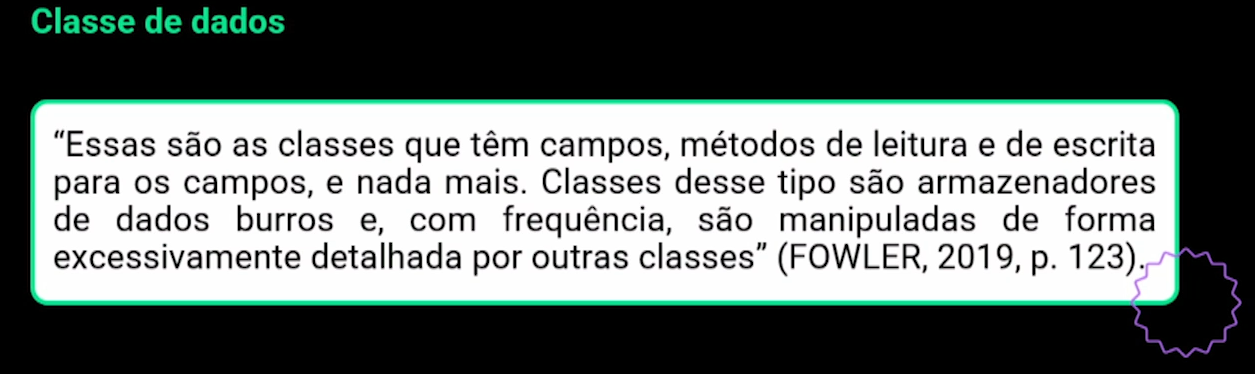 Classe de dados
“Essas são as classes que têm campos, métodos de leitura e de escrita
para os campos, e nada mais. Classes desse tipo são armazenadores
de dados burros e, com frequência, são manipuladas de forma
excessivamente detalhada por outras classes” (FOWLER, 2019, p. 123).